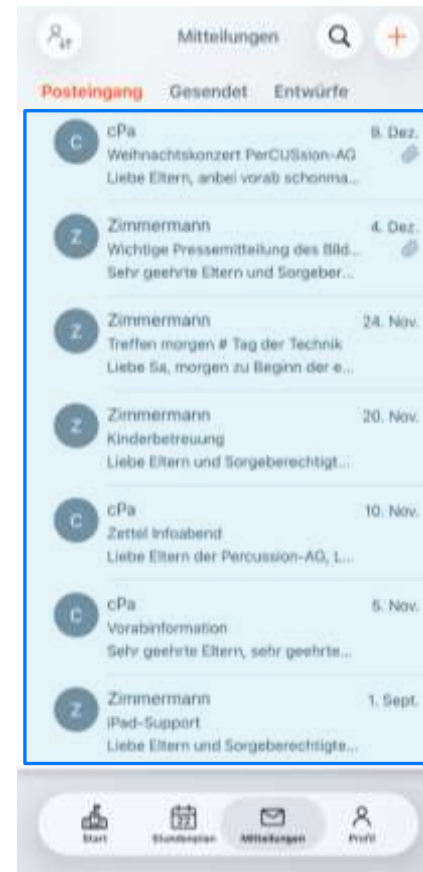 Mitteilungen
Posteingang Gesendet Entwürfe
C cPa 9. Dez.
Weihnachtskonzert PerCUSsion-AG
Liebe Eltern, anbei vorab schonma...
Z Zimmermann 4. Dez.
Wichtige Pressemitteilung des Bild...
Sehr geehrte Eltern und Sorgeber...
Z Zimmermann 24. Nov.
Treffen morgen # Tag der Technik
Liebe 5a, morgen zu Beginn der e...
Z Zimmermann 20. Nov.
Kinderbetreuung
Liebe Eltern und Sorgeberechtigt...
C cPa 10. Nov.
Zettel Infoabend
Liebe Eltern der Percussion-AG, L...
C cPa 5. Nov.
Vorabinformation
Sehr geehrte Eltern, sehr geehrte...
Z Zimmermann 1. Sept.
iPad-Support
Liebe Eltern und Sorgeberechtigte...
22
Start Stundenplan Mitteilungen Profil